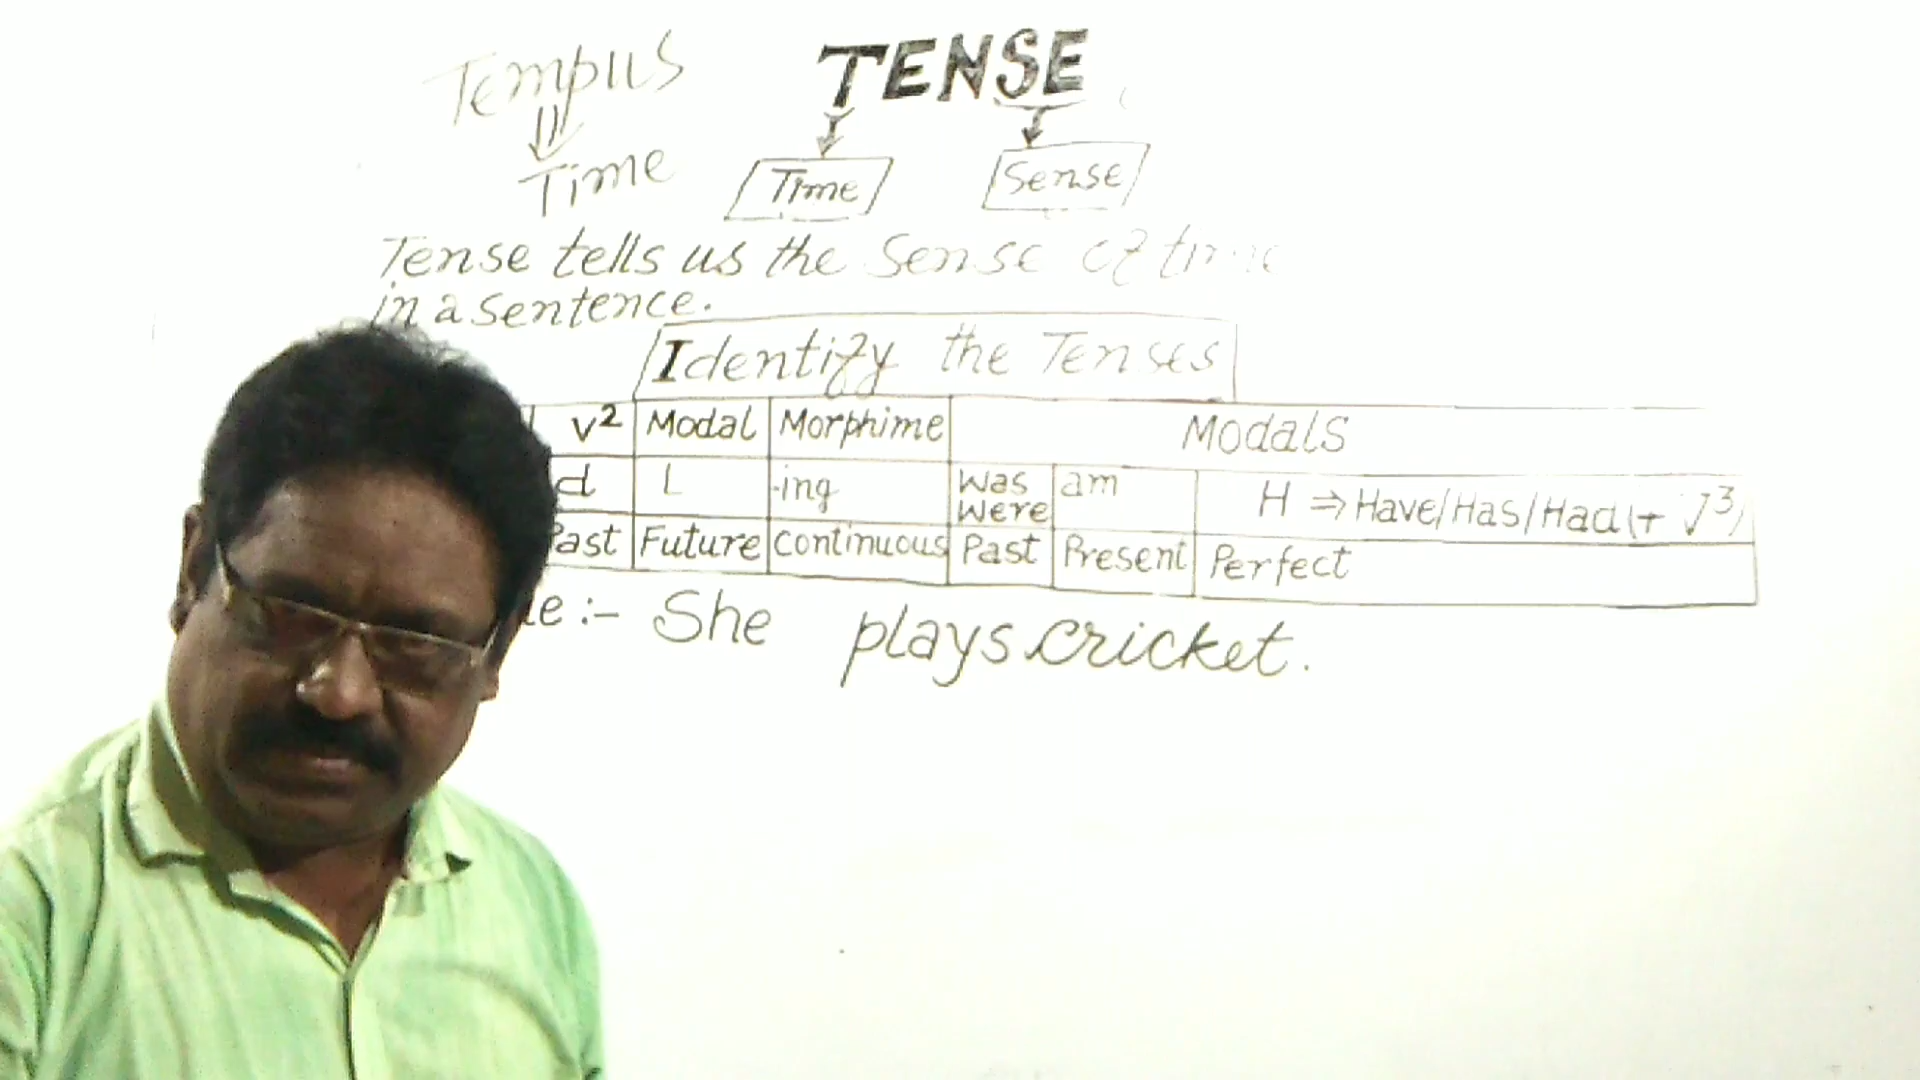 Tempus TENSE
Time Time Sense
Tense tells us the Sense of time
in a sentence.
Identify the Tenses
V² Modal Morphime Modals
d L -ing Was Were am H ⇒ Have/Has/Had (+ V³)
Past Future Continuous Past Present Perfect
le :- She plays cricket.